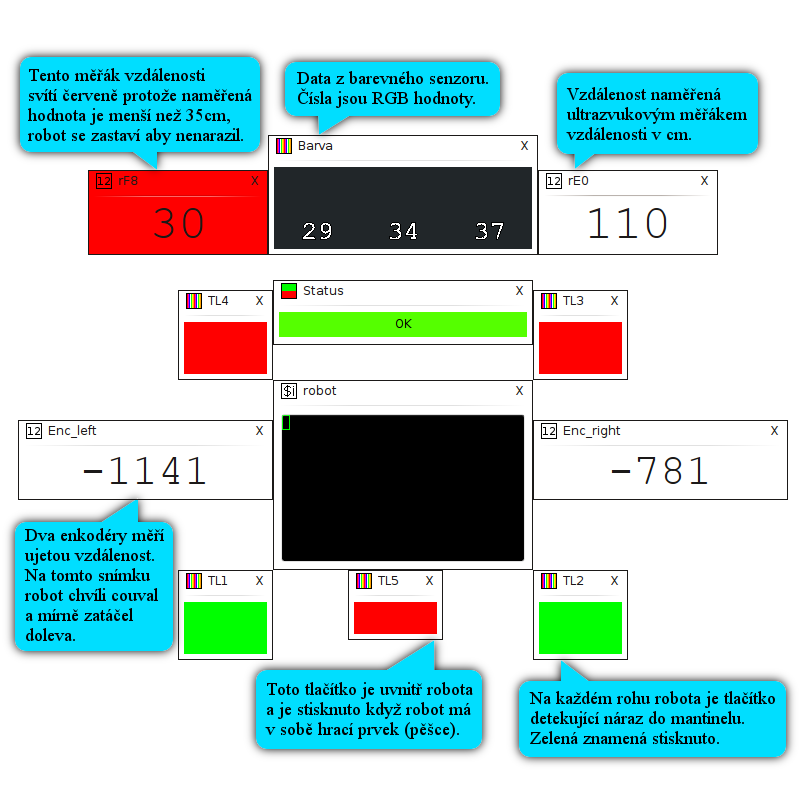 Tento měřák vzdálenosti
svítí červeně protože naměřená
hodnota je menší než 35cm,
robot se zastaví aby nenarazil.
Data z barevného senzoru.
Čísla jsou RGB hodnoty.
Vzdálenost naměřená
ultrazvukovým měřákem
vzdálenosti v cm.
12 rF8 X
30
Barva X
29 34 37
12 rE0 X
110
TL4 X
Status X
OK
TL3 X
$i robot X
12 Enc_left X
-1141
12 Enc_right X
-781
Dva enkodéry měří
ujetou vzdálenost.
Na tomto snímku
robot chvíli couval
a mírně zatáčel
doleva.
TL1 X
TL5 X
TL2 X
Toto tlačítko je uvnitř robota
a je stisknuto když robot má
v sobě hrací prvek (pěšce).
Na každém rohu robota je tlačítko
detekující náraz do mantinelu.
Zelená znamená stisknuto.